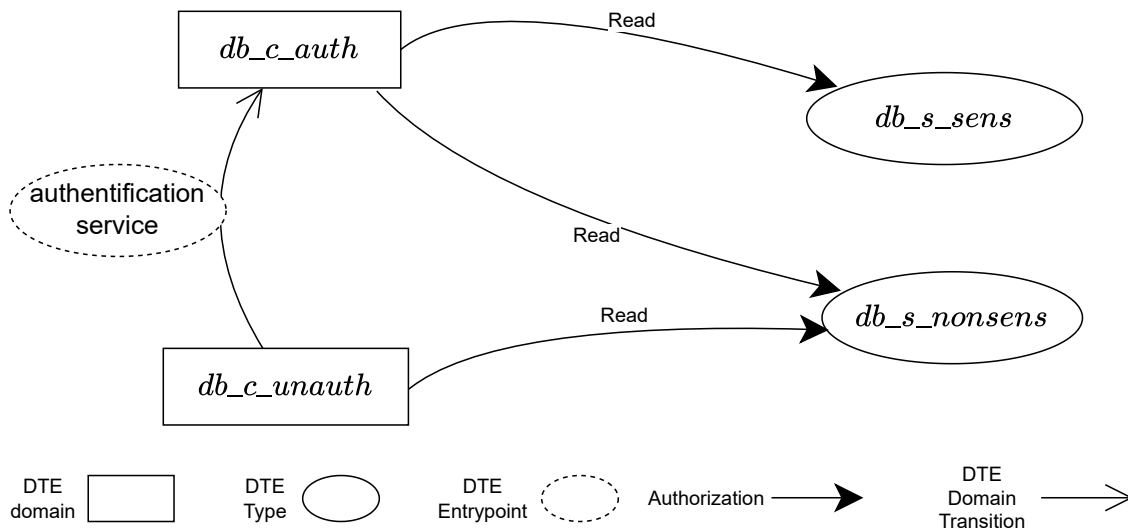 Read
db_c_auth
db_s_sens
authentification
service
Read
Read
db_s_nonsens
db_c_unauth
DTE
domain
DTE
Type
DTE
Entrypoint
Authorization
DTE
Domain
Transition